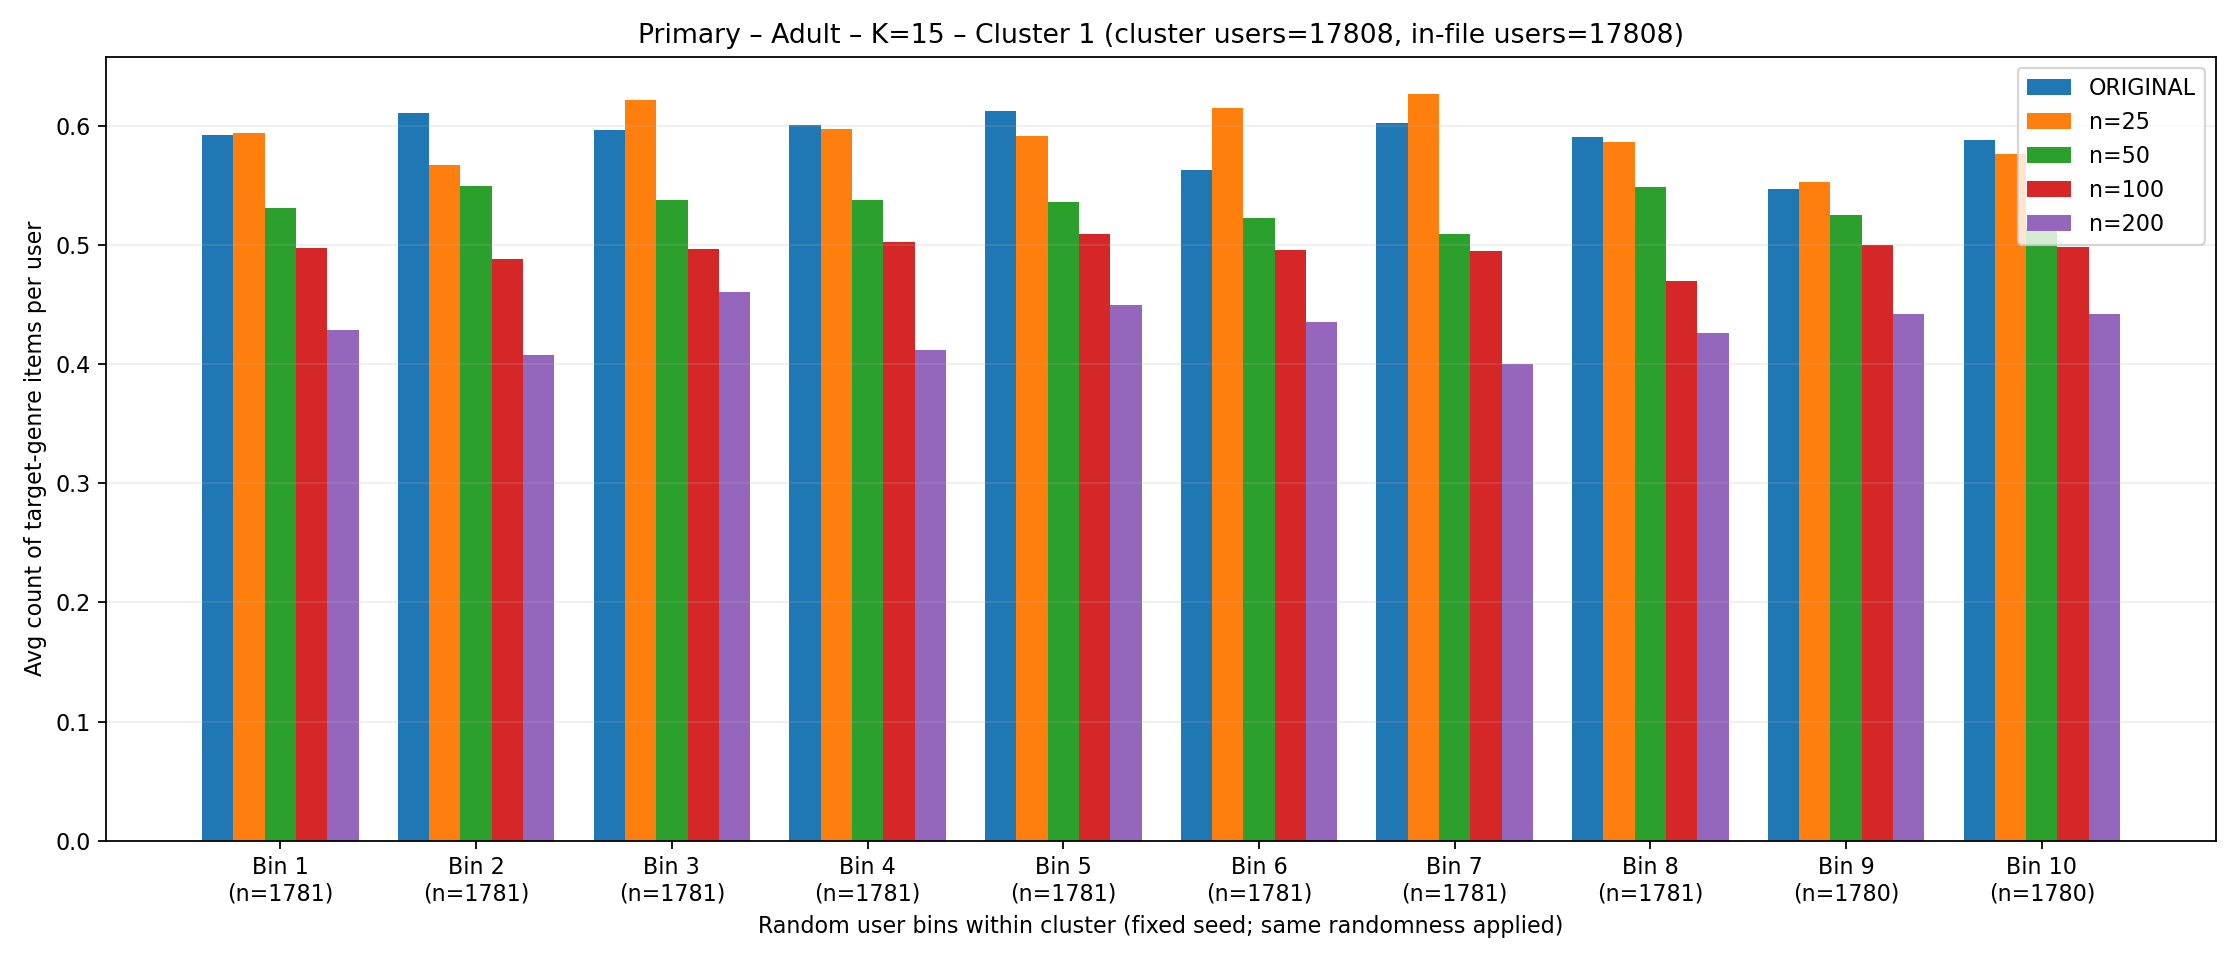 Primary – Adult – K=15 – Cluster 1 (cluster users=17808, in-file users=17808)
ORIGINAL
n=25
n=50
n=100
n=200
Avg count of target-genre items per user
0.6
0.5
0.4
0.3
0.2
0.1
0.0
Bin 1 Bin 2 Bin 3 Bin 4 Bin 5 Bin 6 Bin 7 Bin 8 Bin 9 Bin 10
(n=1781) (n=1781) (n=1781) (n=1781) (n=1781) (n=1781) (n=1781) (n=1781) (n=1780) (n=1780)
Random user bins within cluster (fixed seed; same randomness applied)